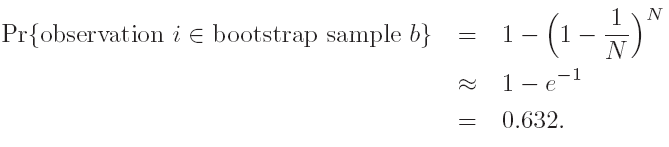 Pr{observation i ∈ bootstrap sample b} = 1 − (1 − 1/N)^N
≈ 1 − e^−1
= 0.632.